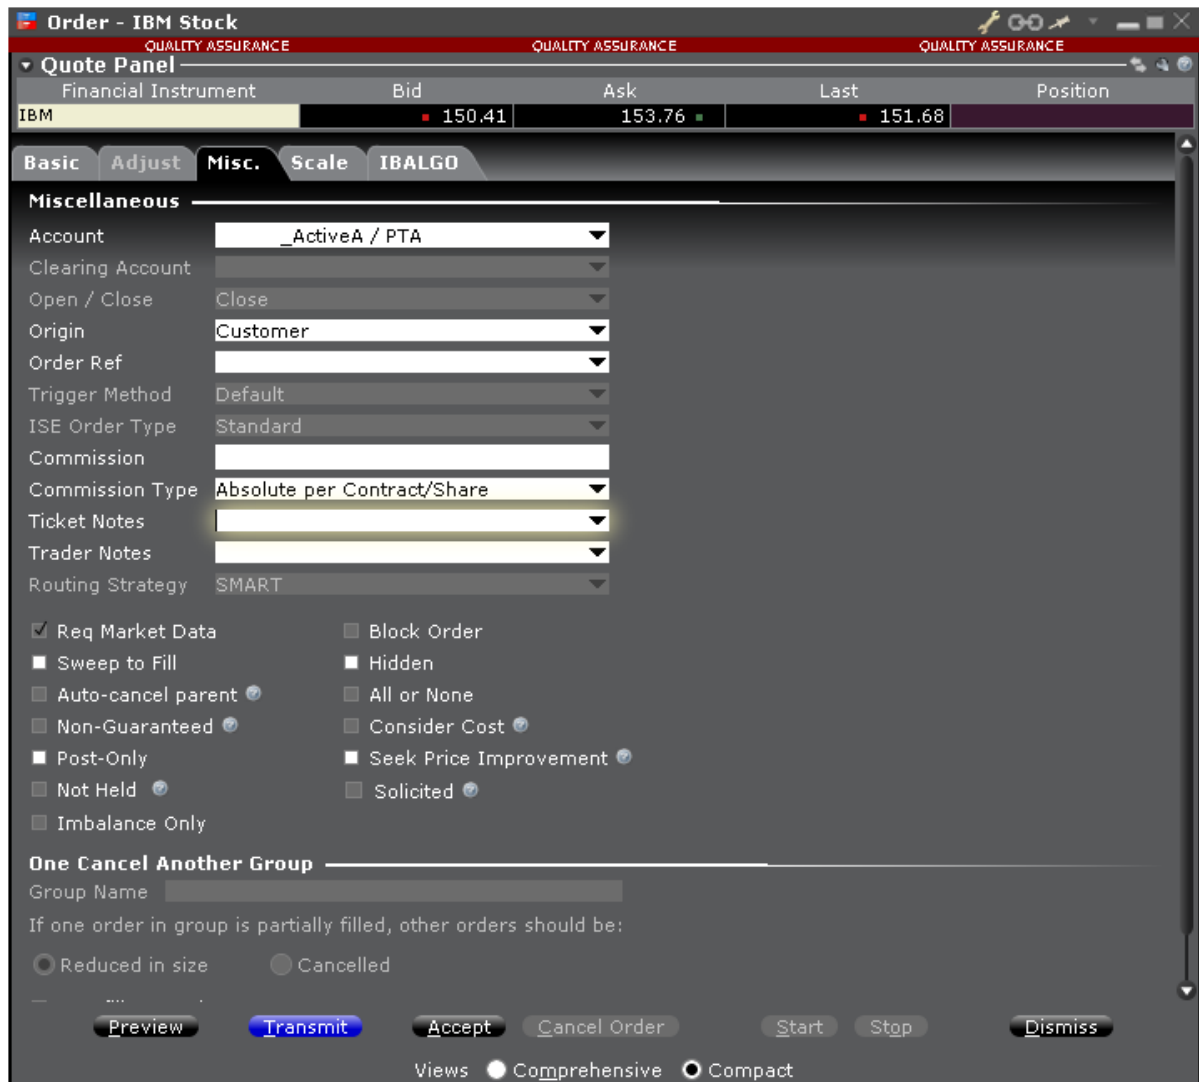 Order - IBM Stock
QUALITY ASSURANCE QUALITY ASSURANCE QUALITY ASSURANCE
Quote Panel
Financial Instrument Bid Ask Last Position
IBM 150.41 153.76 151.68
Basic Adjust Misc. Scale IBALGO
Miscellaneous
Account _ActiveA / PTA
Clearing Account
Open / Close Close
Origin Customer
Order Ref
Trigger Method Default
ISE Order Type Standard
Commission
Commission Type Absolute per Contract/Share
Ticket Notes
Trader Notes
Routing Strategy SMART
Req Market Data Block Order
Sweep to Fill Hidden
Auto-cancel parent All or None
Non-Guaranteed Consider Cost
Post-Only Seek Price Improvement
Not Held Solicited
Imbalance Only
One Cancel Another Group
Group Name
If one order in group is partially filled, other orders should be:
Reduced in size Cancelled
Preview Transmit Accept Cancel Order Start Stop Dismiss
Views Comprehensive Compact